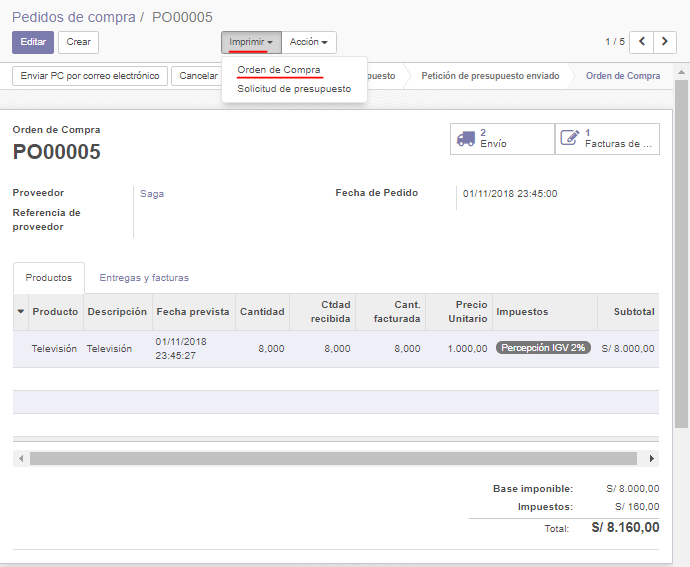 Pedidos de compra / PO00005
Editar Crear Imprimir Acción 1 / 5
Enviar PC por correo electrónico Cancelar Petición de presupuesto enviado Orden de Compra
Orden de Compra
Solicitud de presupuesto
Orden de Compra
PO00005
2 Envío
1 Facturas de ...
Proveedor Saga Fecha de Pedido 01/11/2018 23:45:00
Referencia de
proveedor
Productos Entregas y facturas
Producto Descripción Fecha prevista Cantidad Ctdad recibida Cant. facturada Precio Unitario Impuestos Subtotal
Televisión Televisión 01/11/2018 23:45:27 8,000 8,000 8,000 1.000,00 Percepción IGV 2% S/ 8.000,00
Base imponible: S/ 8.000,00
Impuestos: S/ 160,00
Total: S/ 8.160,00